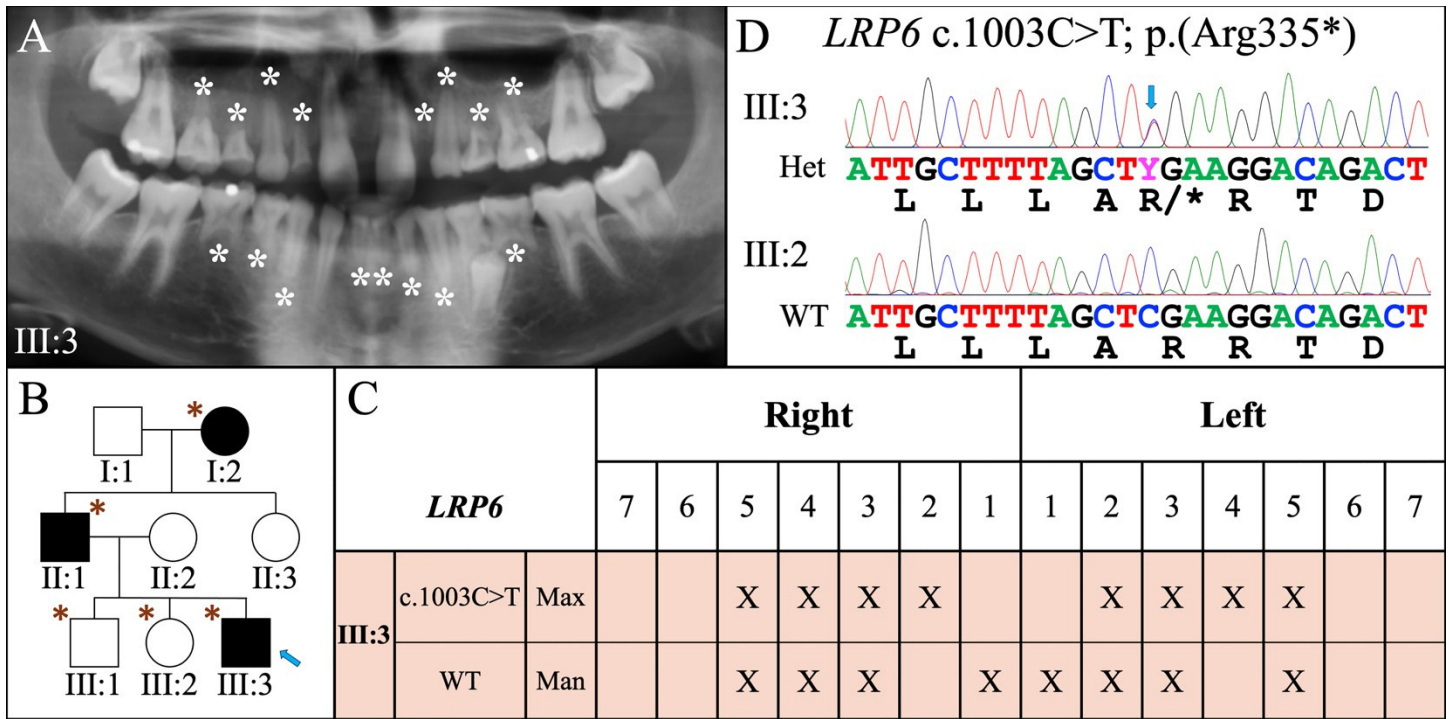 A
III:3
B
I:1
I:2
II:1
II:2
II:3
III:1
III:2
III:3
C
LRP6
Right
Left
7 6 5 4 3 2 1 1 2 3 4 5 6 7
III:3
c.1003C>T Max X X X X X X X X
WT Man X X X X X X X X
D
LRP6 c.1003C>T; p.(Arg335*)
III:3
Het ATTGCTTTTAGCTYGAAGGACAGACT
L L L A R/* R T D
III:2
WT ATTGCTTTTAGCTCGAAGGACAGACT
L L L A R R T D